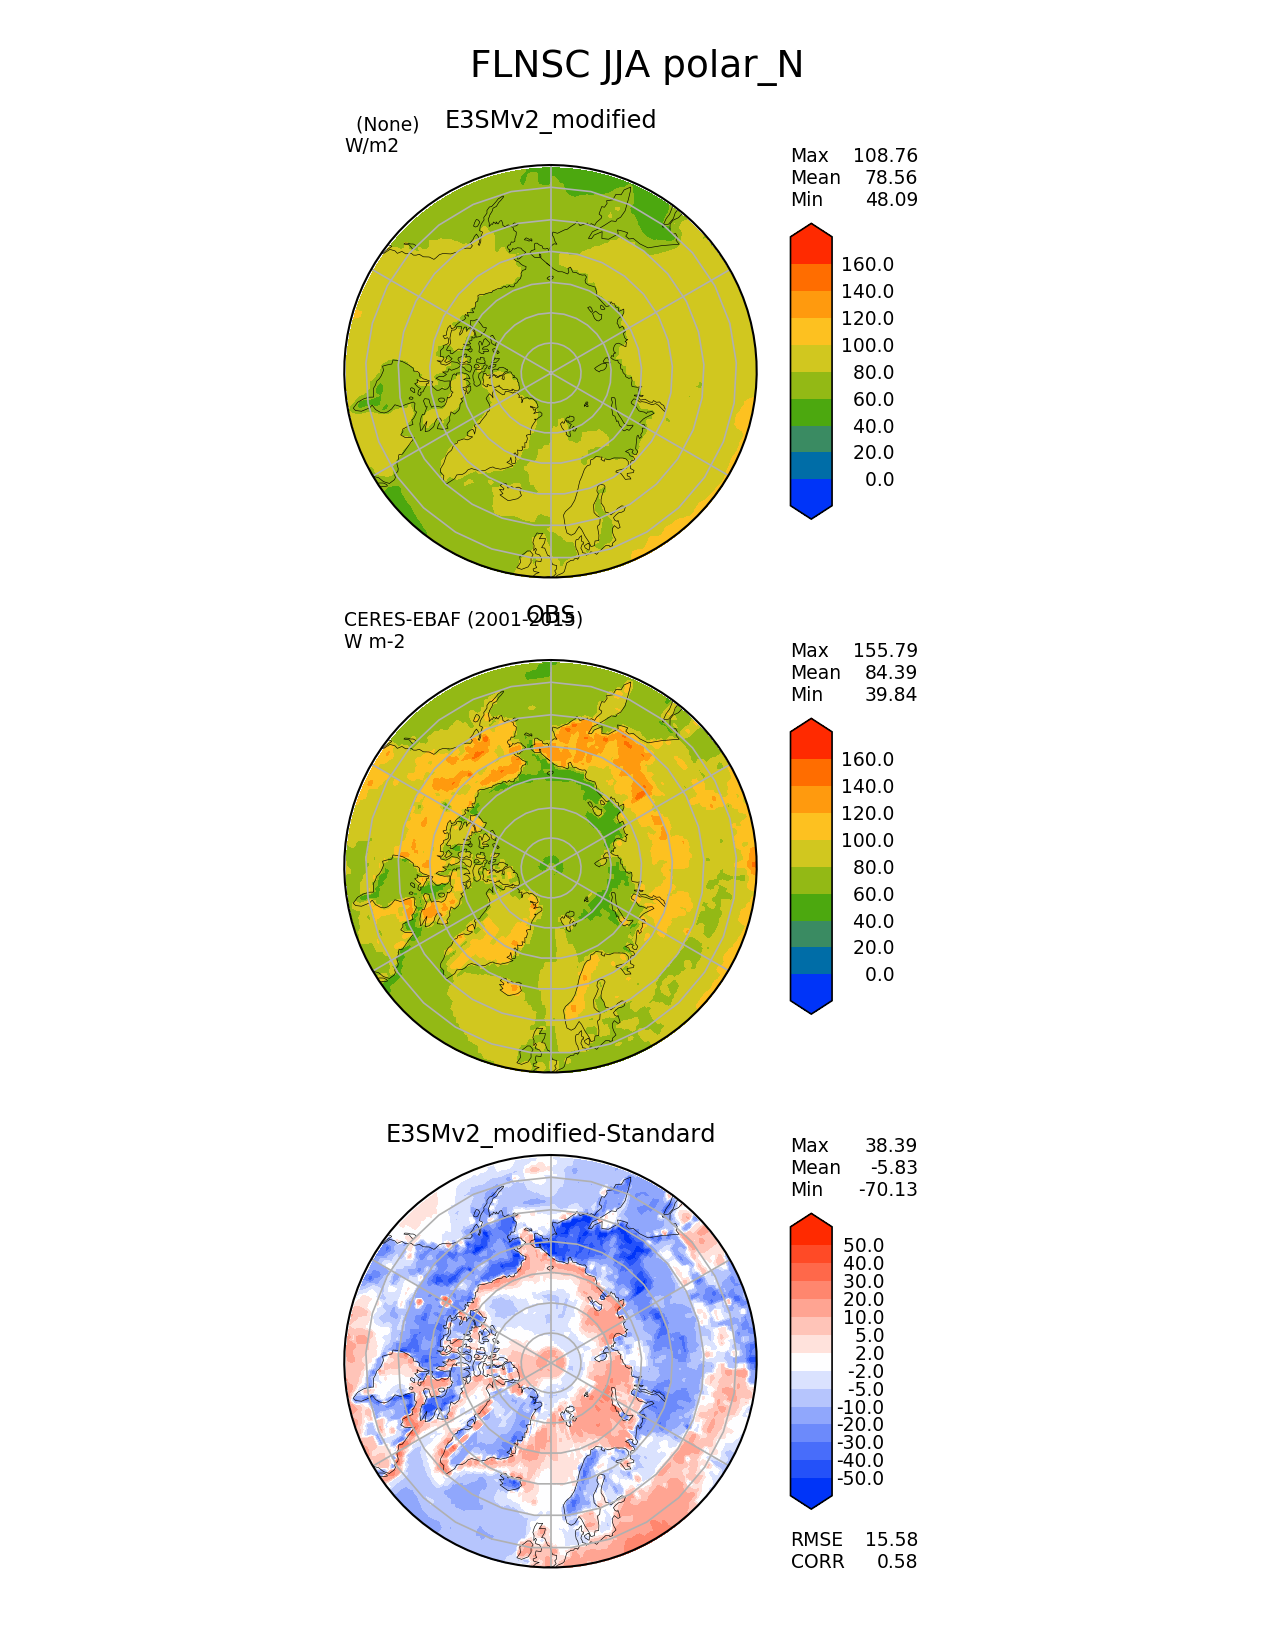 FLNSC JJA polar_N
(None)
E3SMv2_modified
W/m2
Max 108.76
Mean 78.56
Min 48.09
160.0
140.0
120.0
100.0
80.0
60.0
40.0
20.0
0.0
OBS
CERES-EBAF (2001-2015)
W m-2
Max 155.79
Mean 84.39
Min 39.84
160.0
140.0
120.0
100.0
80.0
60.0
40.0
20.0
0.0
E3SMv2_modified-Standard
Max 38.39
Mean -5.83
Min -70.13
50.0
40.0
30.0
20.0
10.0
5.0
2.0
-2.0
-5.0
-10.0
-20.0
-30.0
-40.0
-50.0
RMSE 15.58
CORR 0.58